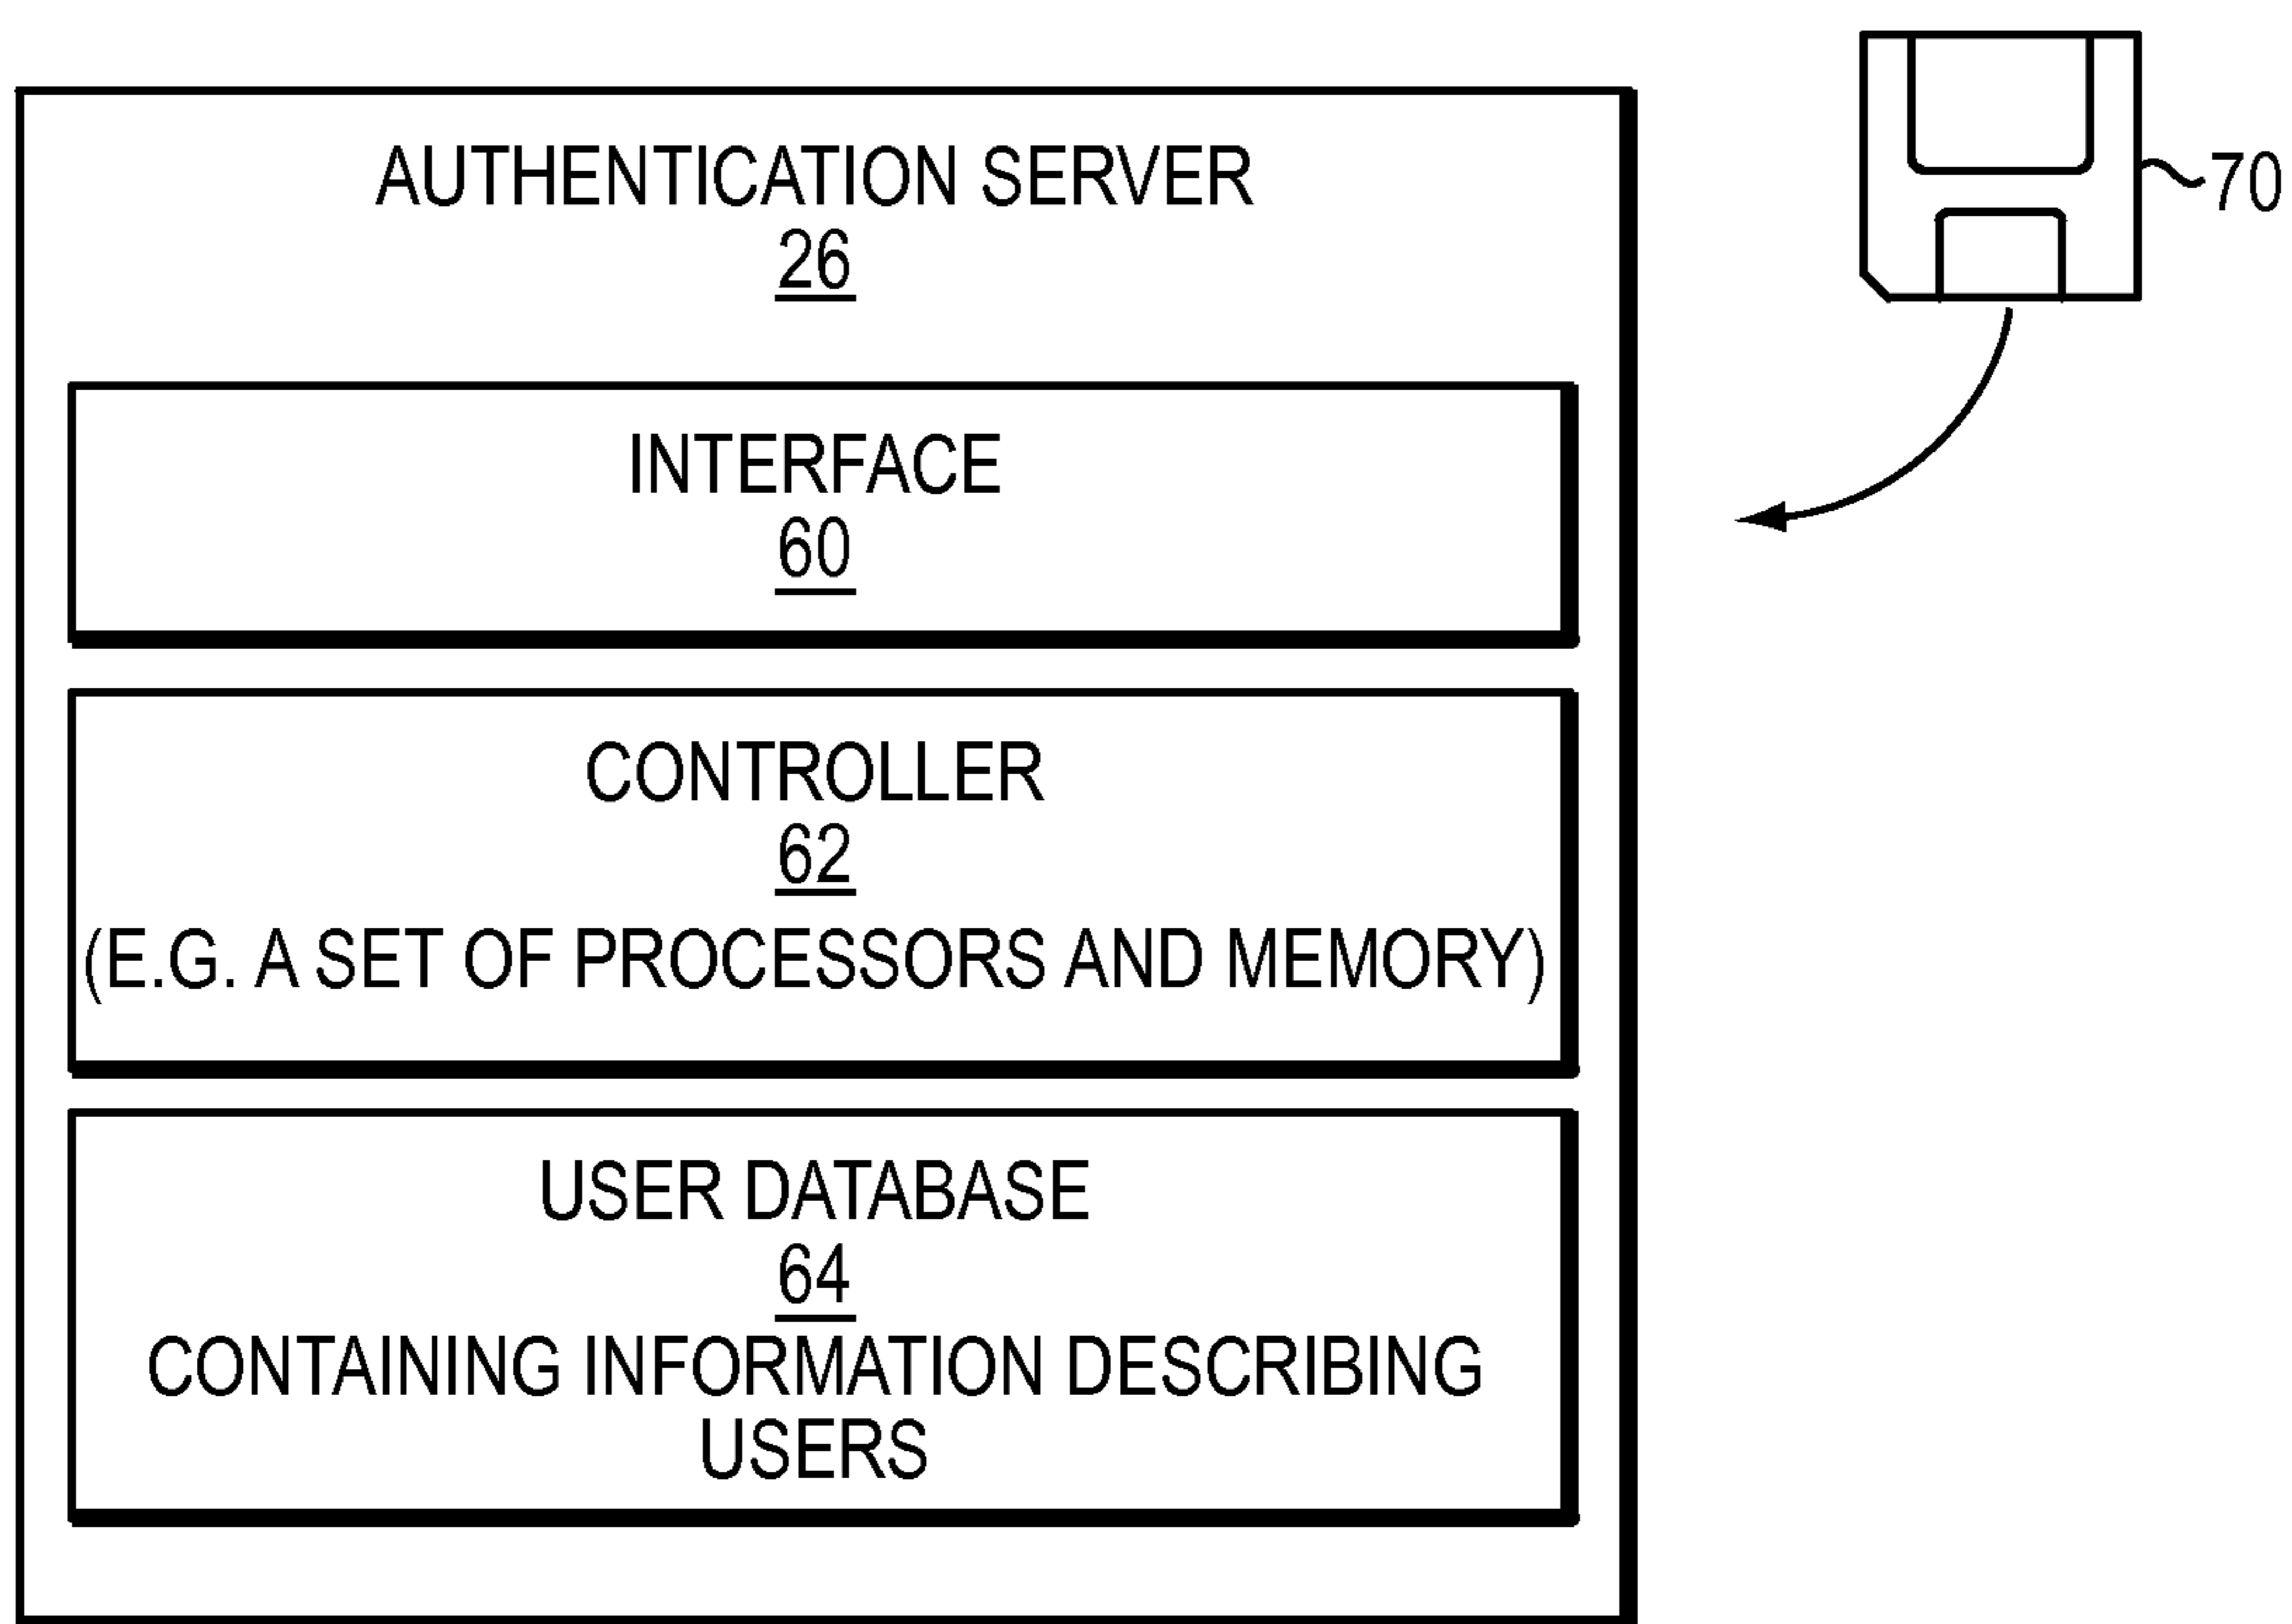 AUTHENTICATION SERVER
26
70
INTERFACE
60
CONTROLLER
62
(E.G. A SET OF PROCESSORS AND MEMORY)
USER DATABASE
64
CONTAINING INFORMATION DESCRIBING
USERS